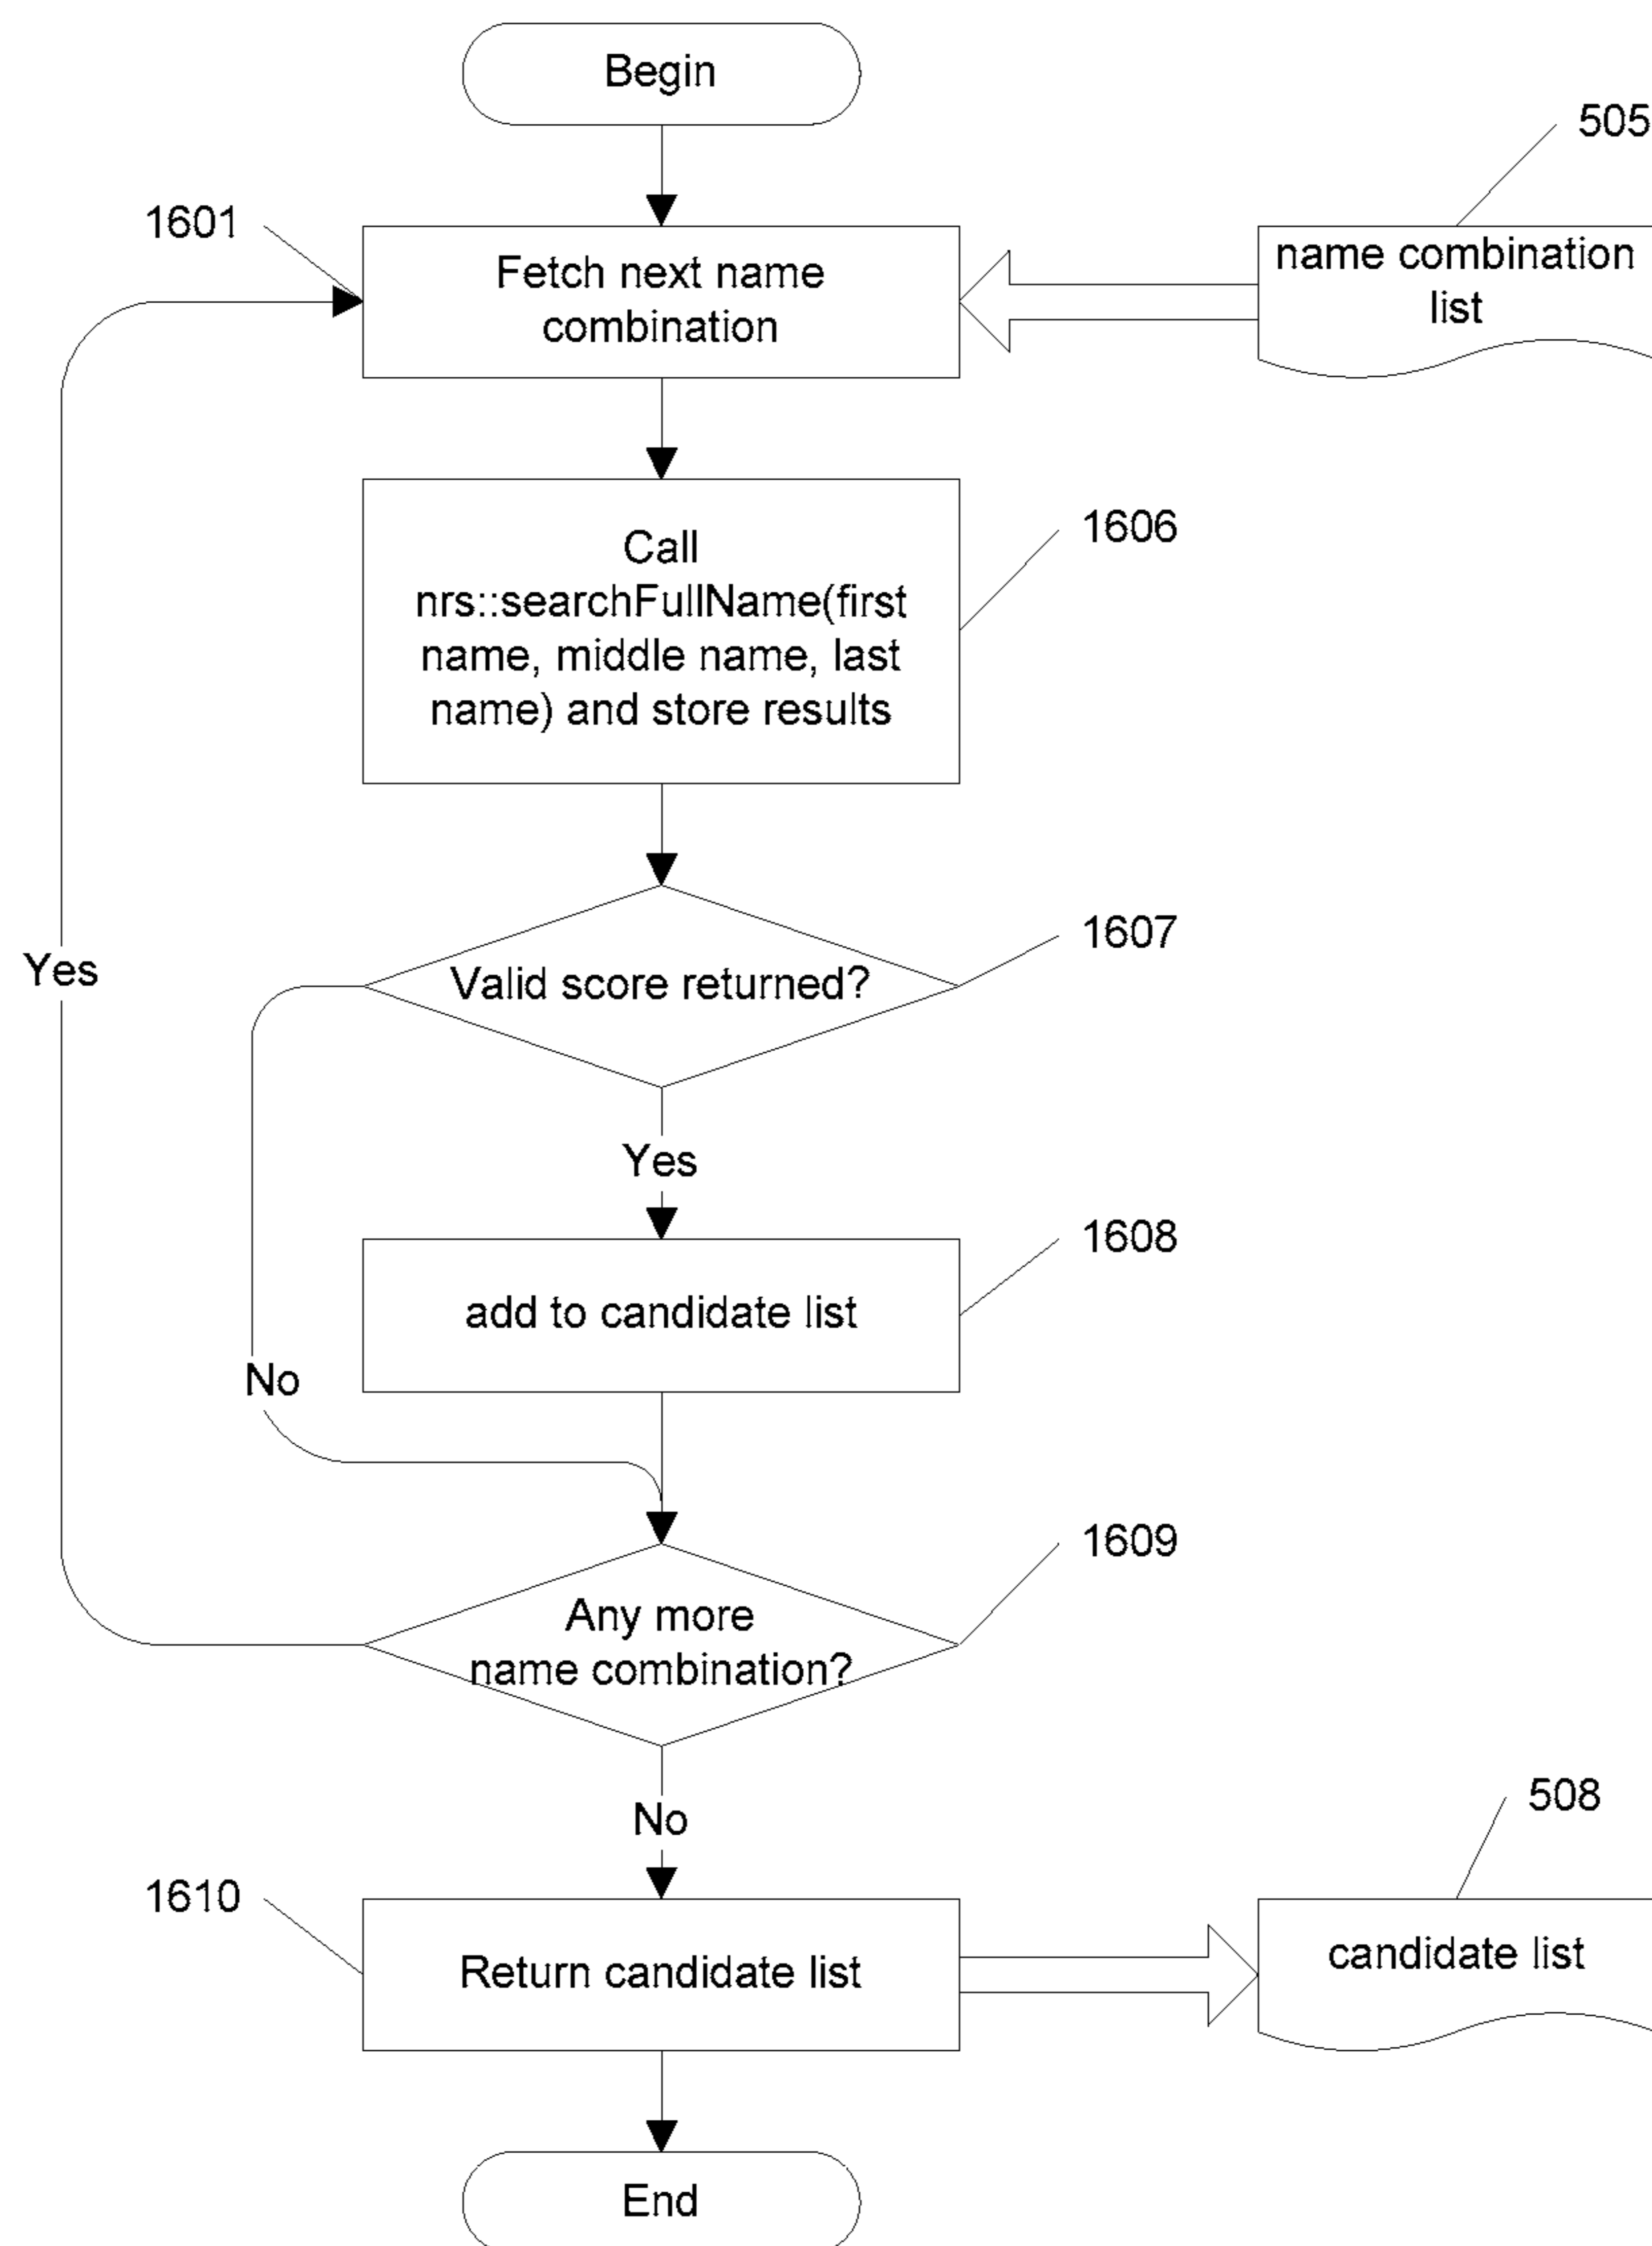 Begin
505
1601
Fetch next name
combination
name combination
list
Call
nrs::searchFullName(first
name, middle name, last
name) and store results
1606
1607
Yes
Valid score returned?
Yes
1608
add to candidate list
No
1609
Any more
name combination?
508
No
1610
Return candidate list
candidate list
End